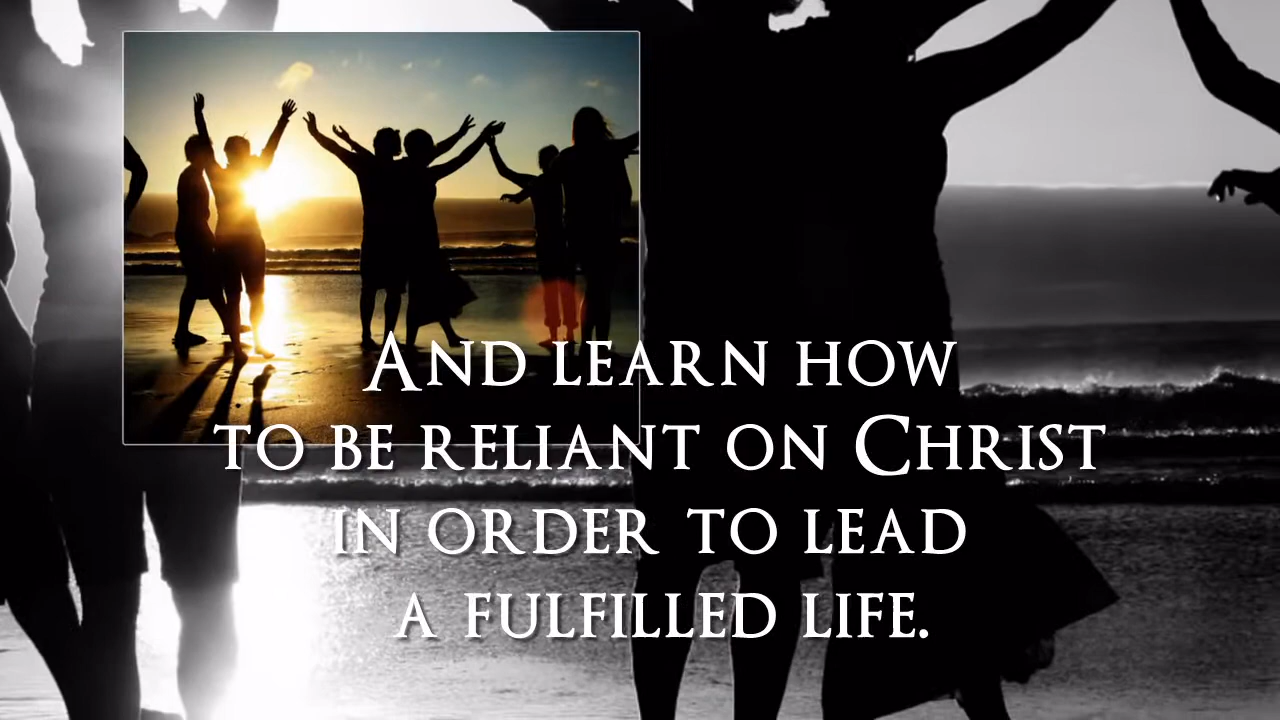 And learn how
to be reliant on Christ
in order to lead
a fulfilled life.